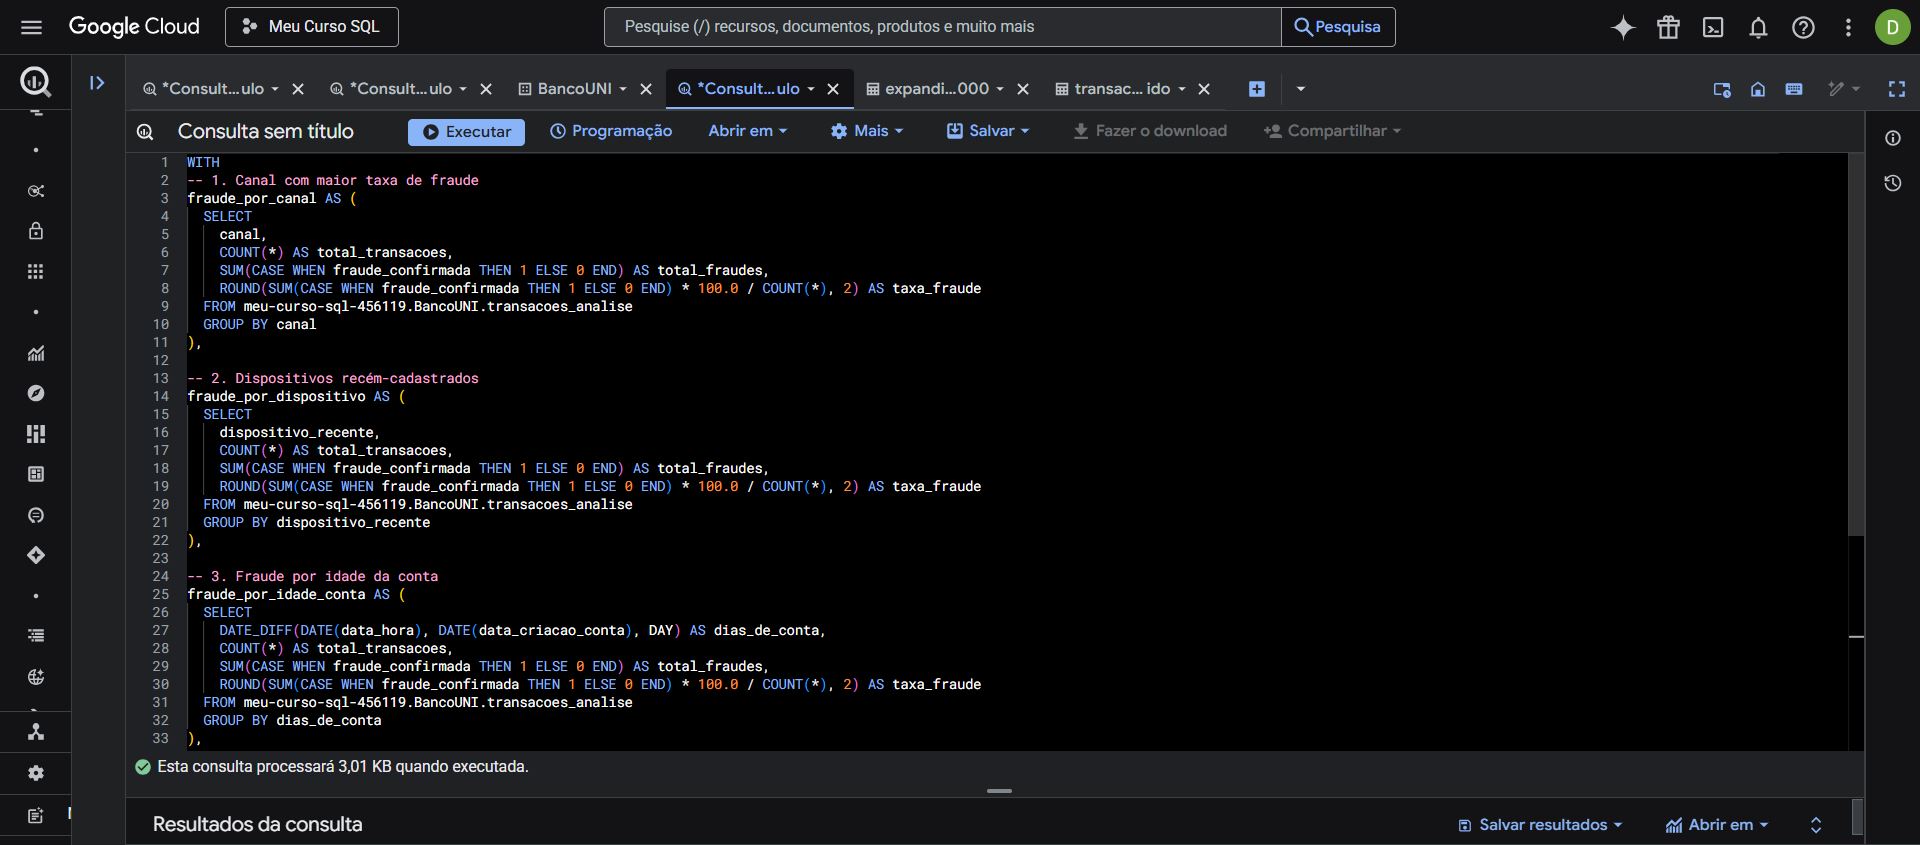 Google Cloud
Meu Curso SQL
Pesquise (/) recursos, documentos, produtos e muito mais
Pesquisa
D
*Consult... ulo
*Consult... ulo
BancoUNI
*Consult... ulo
expandi...000
transac... ido
Consulta sem título
Executar
Programação
Abrir em
Mais
Salvar
Fazer o download
Compartilhar
1 WITH
2 -- 1. Canal com maior taxa de fraude
3 fraude_por_canal AS (
4 SELECT
5 canal,
6 COUNT(*) AS total_transacoes,
7 SUM(CASE WHEN fraude_confirmada THEN 1 ELSE 0 END) AS total_fraudes,
8 ROUND(SUM(CASE WHEN fraude_confirmada THEN 1 ELSE 0 END) * 100.0 / COUNT(*), 2) AS taxa_fraude
9 FROM meu-curso-sql-456119.BancoUNI.transacoes_analise
10 GROUP BY canal
11 ),
12
13 -- 2. Dispositivos recém-cadastrados
14 fraude_por_dispositivo AS (
15 SELECT
16 dispositivo_recente,
17 COUNT(*) AS total_transacoes,
18 SUM(CASE WHEN fraude_confirmada THEN 1 ELSE 0 END) AS total_fraudes,
19 ROUND(SUM(CASE WHEN fraude_confirmada THEN 1 ELSE 0 END) * 100.0 / COUNT(*), 2) AS taxa_fraude
20 FROM meu-curso-sql-456119.BancoUNI.transacoes_analise
21 GROUP BY dispositivo_recente
22 ),
23
24 -- 3. Fraude por idade da conta
25 fraude_por_idade_conta AS (
26 SELECT
27 DATE_DIFF(DATE(data_hora), DATE(data_criacao_conta), DAY) AS dias_de_conta,
28 COUNT(*) AS total_transacoes,
29 SUM(CASE WHEN fraude_confirmada THEN 1 ELSE 0 END) AS total_fraudes,
30 ROUND(SUM(CASE WHEN fraude_confirmada THEN 1 ELSE 0 END) * 100.0 / COUNT(*), 2) AS taxa_fraude
31 FROM meu-curso-sql-456119.BancoUNI.transacoes_analise
32 GROUP BY dias_de_conta
33 ),
Esta consulta processará 3,01 KB quando executada.
Resultados da consulta
Salvar resultados
Abrir em